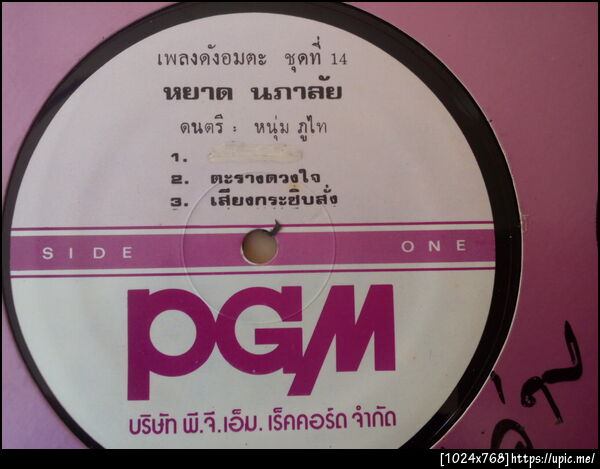 เพลงดังอมตะ ชุดที่ 14
หยาด นภาลัย
ดนตรี : หนุ่ม ภูไท
1.
2. ตะรางดวงใจ
3. เสียงกระซิบสั่ง
SIDE ONE
PGM
บริษัท พี.จี.เอ็ม. เร็คคอร์ด จำกัด
[1024x768]https://upic.me/